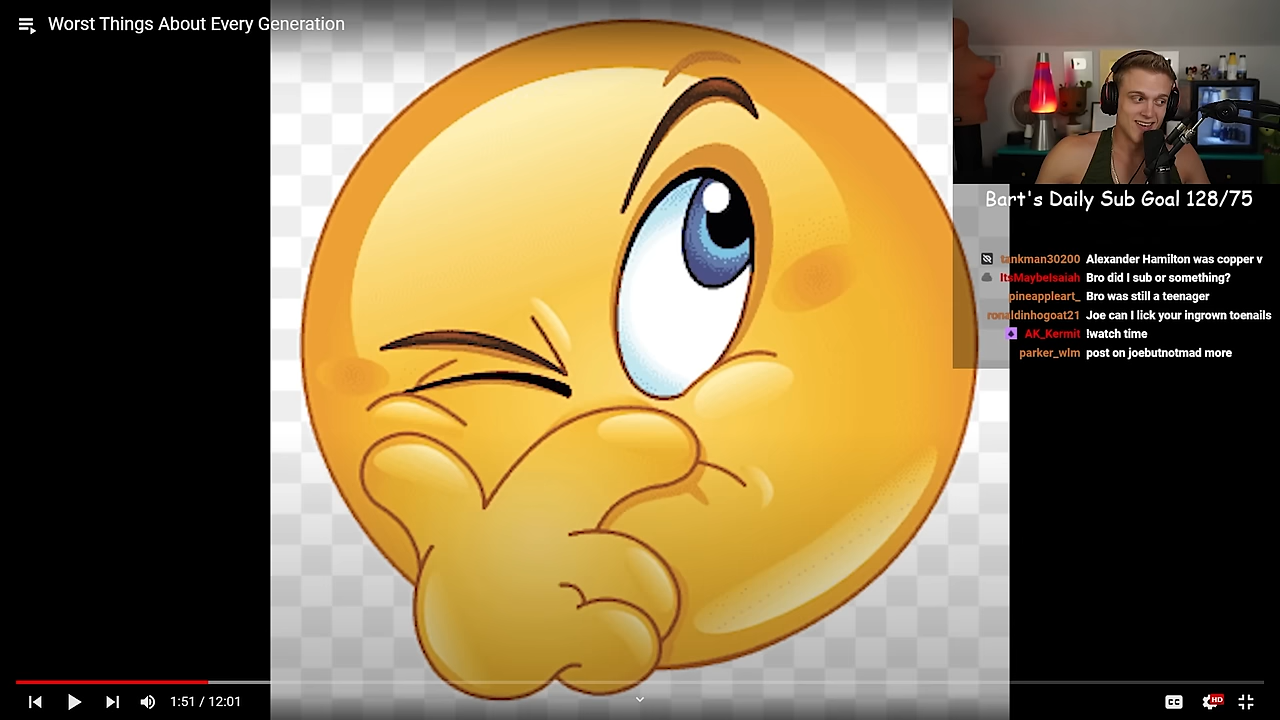 Worst Things About Every Generation
Bart's Daily Sub Goal 128/75
tankman30200 Alexander Hamilton was copper v
ItsMaybeIsaiah Bro did I sub or something?
pineappleart_ Bro was still a teenager
ronaldinhogoat21 Joe can I lick your ingrown toenails
AK_Kermit !watch time
parker_wlm post on joebutnotmad more
1:51 / 12:01
CC
HD